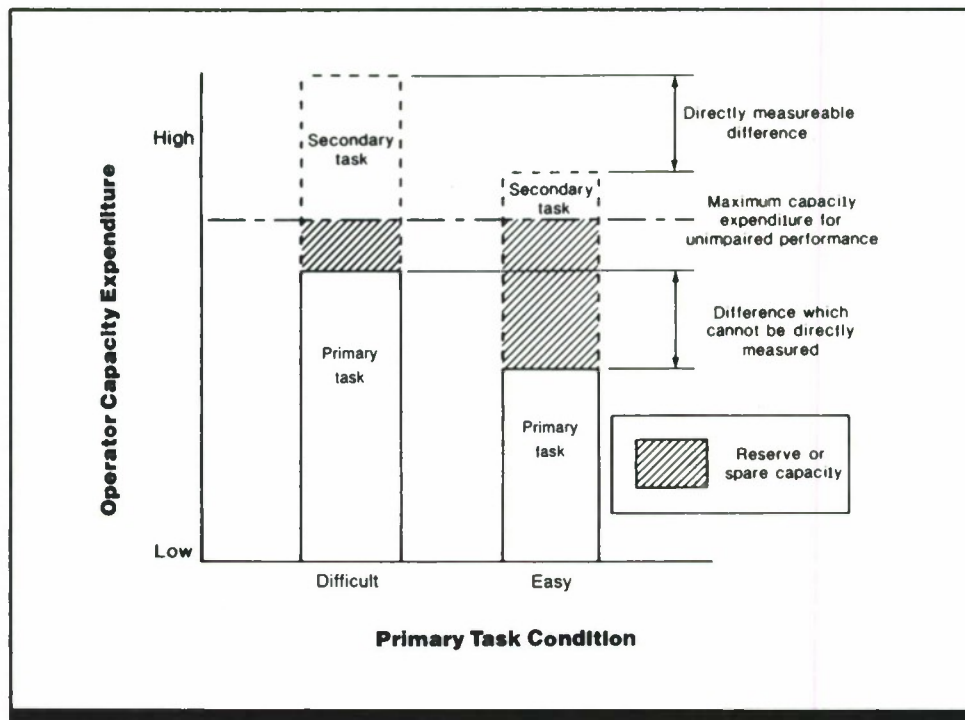 Operator Capacity Expenditure
High
Low
Secondary
task
Primary
task
Secondary
task
Primary
task
Directly measureable
difference
Maximum capacity
expenditure for
unimpaired performance
Difference which
cannot be directly
measured
Reserve or
spare capacity
Difficult
Easy
Primary Task Condition